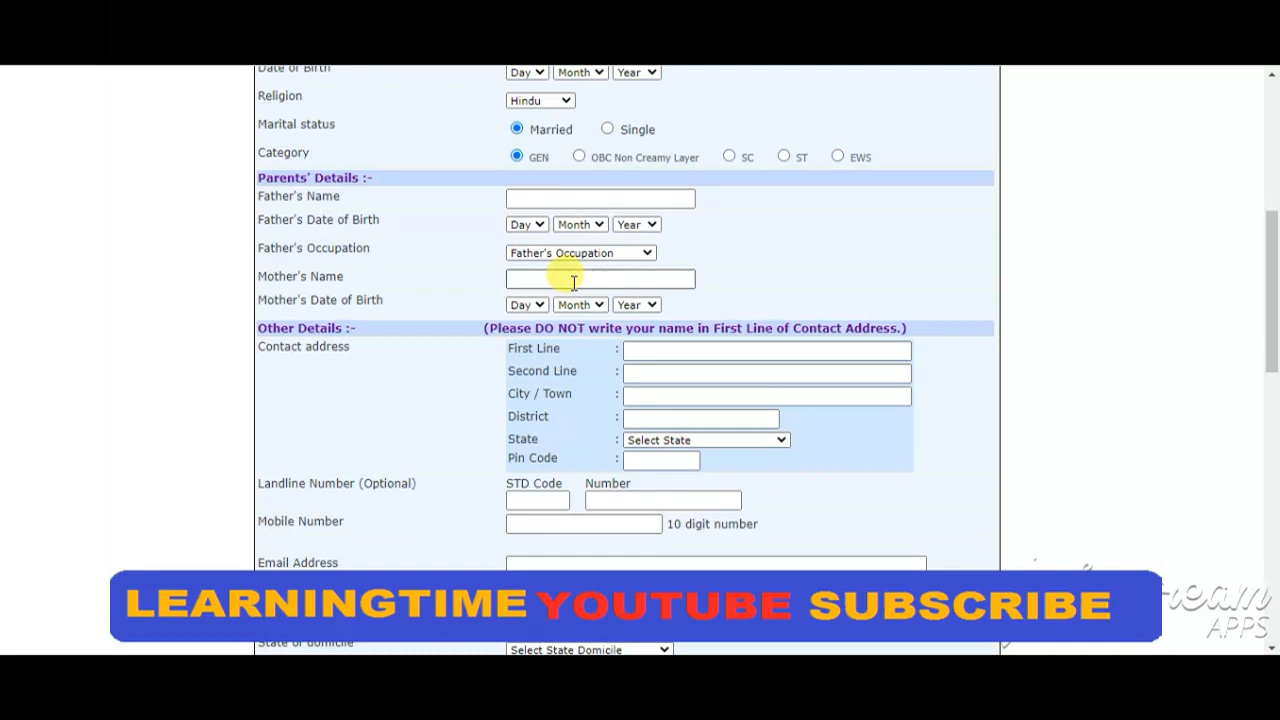 Date of Birth Day Month Year
Religion Hindu
Marital status Married Single
Category GEN OBC Non Creamy Layer SC ST EWS
Parents' Details :-
Father's Name
Father's Date of Birth Day Month Year
Father's Occupation Father's Occupation
Mother's Name
Mother's Date of Birth Day Month Year
Other Details :- (Please DO NOT write your name in First Line of Contact Address.)
Contact address First Line :
Second Line :
City / Town :
District :
State : Select State
Pin Code :
Landline Number (Optional) STD Code Number
Mobile Number 10 digit number
Email Address
LEARNINGTIME YOUTUBE SUBSCRIBE
APPS
State of domicile Select State Domicile